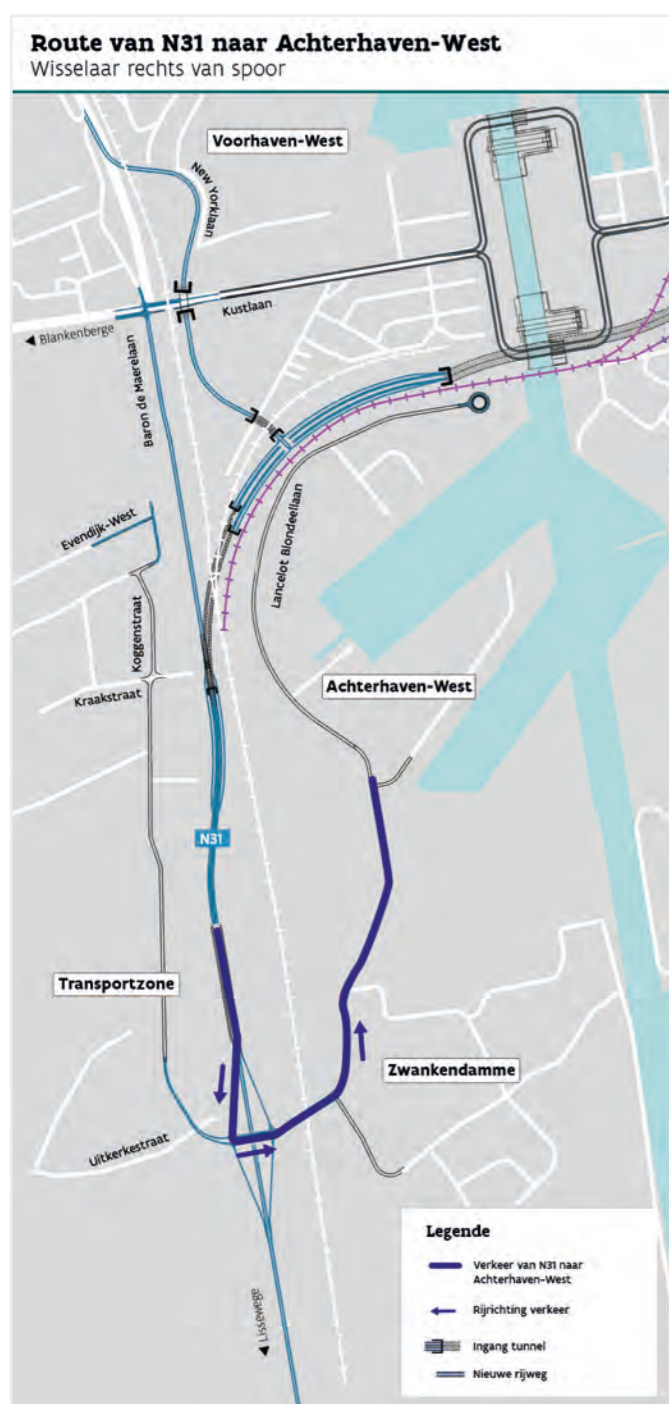 Route van N31 naar Achterhaven-West
Wisselaar rechts van spoor
Voorhaven-West
New Yorklaan
Kustlaan
Blankenberge
Baron de Maerelaan
Evendijk-West
Lancelot Blondeellaan
Koggenstraat
Achterhaven-West
Kraakstraat
N31
Transportzone
Zwankendamme
Uitkerkestraat
Lissewege
Legende
Verkeer van N31 naar
Achterhaven-West
Rijrichting verkeer
Ingang tunnel
Nieuwe rijweg